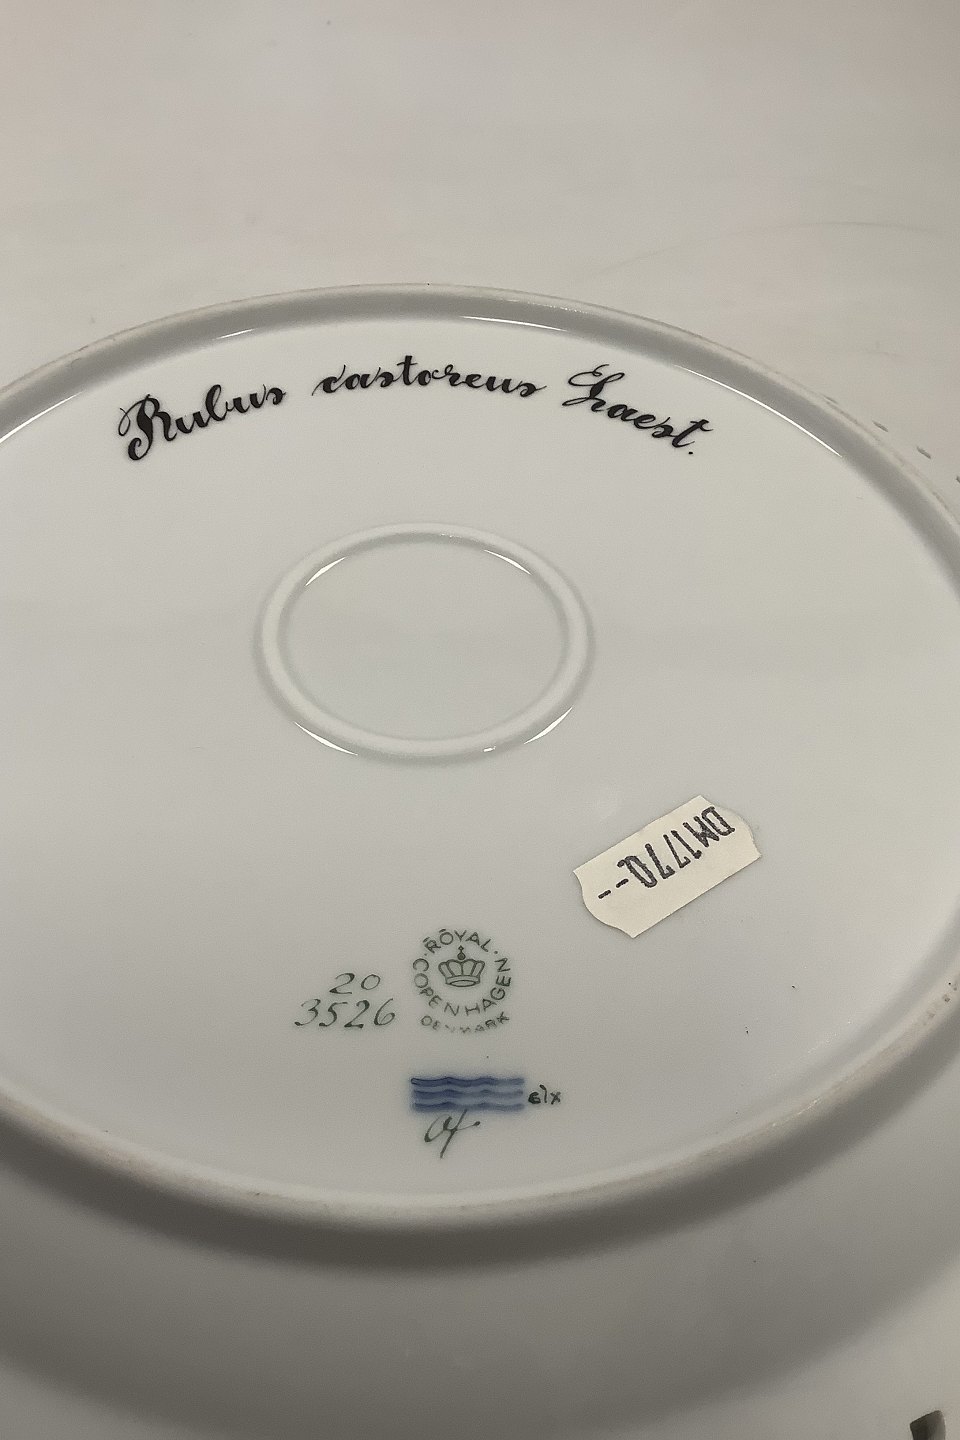 Rubus castoreus Laest.
DM1770.--
ROYAL COPENHAGEN
DENMARK
20
3526